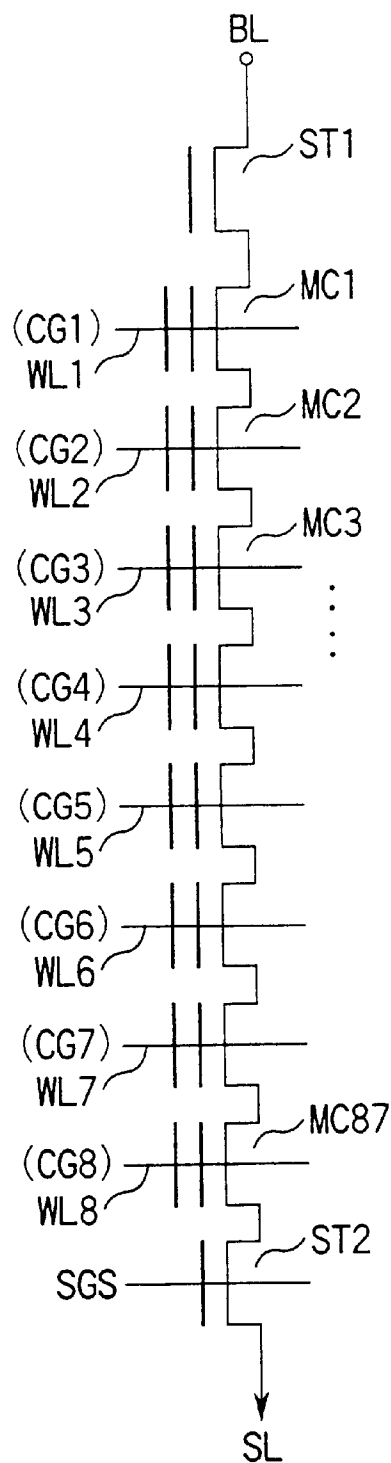 BL
ST1
MC1
(CG1)
WL1
MC2
(CG2)
WL2
MC3
(CG3)
WL3
(CG4)
WL4
(CG5)
WL5
(CG6)
WL6
(CG7)
WL7
MC87
(CG8)
WL8
ST2
SGS
SL